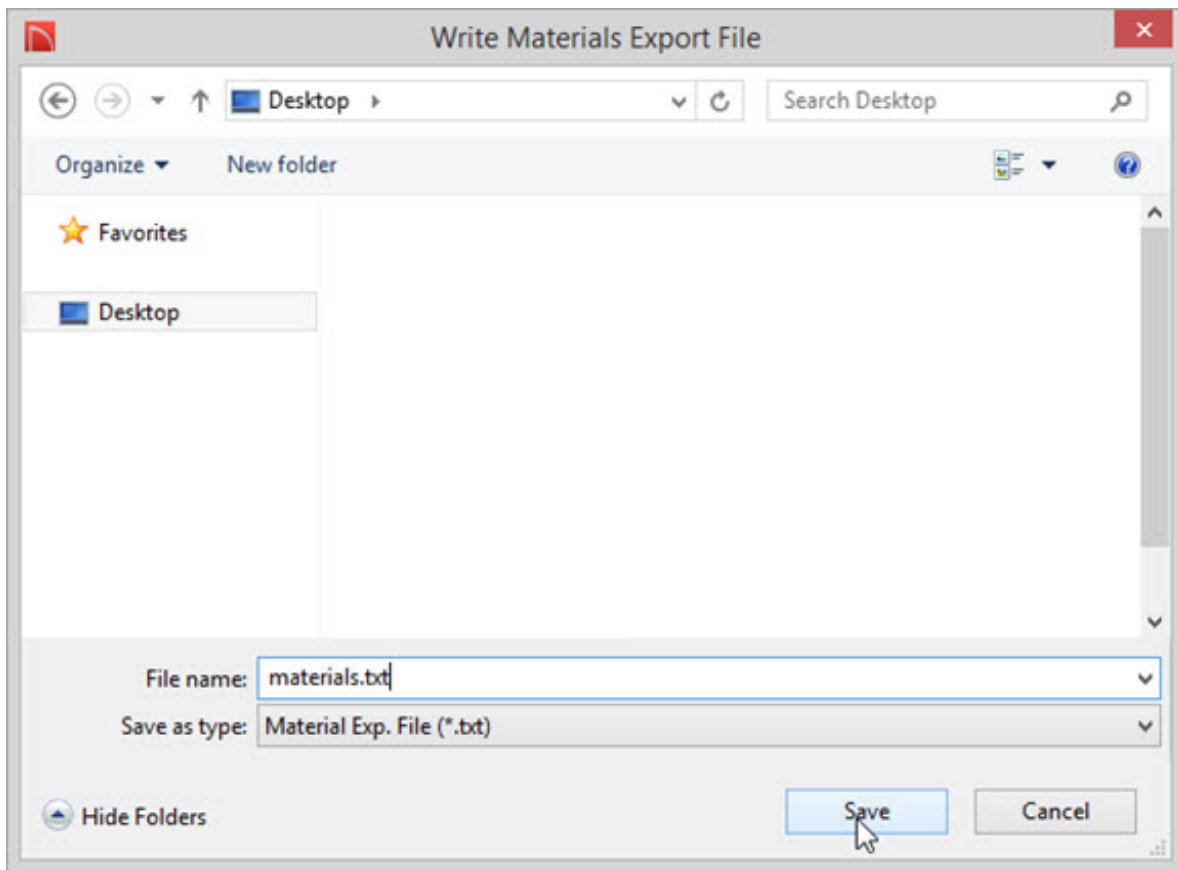 Write Materials Export File
Desktop
Search Desktop
Organize
New folder
Favorites
Desktop
File name: materials.txt
Save as type: Material Exp. File (*.txt)
Hide Folders
Save
Cancel